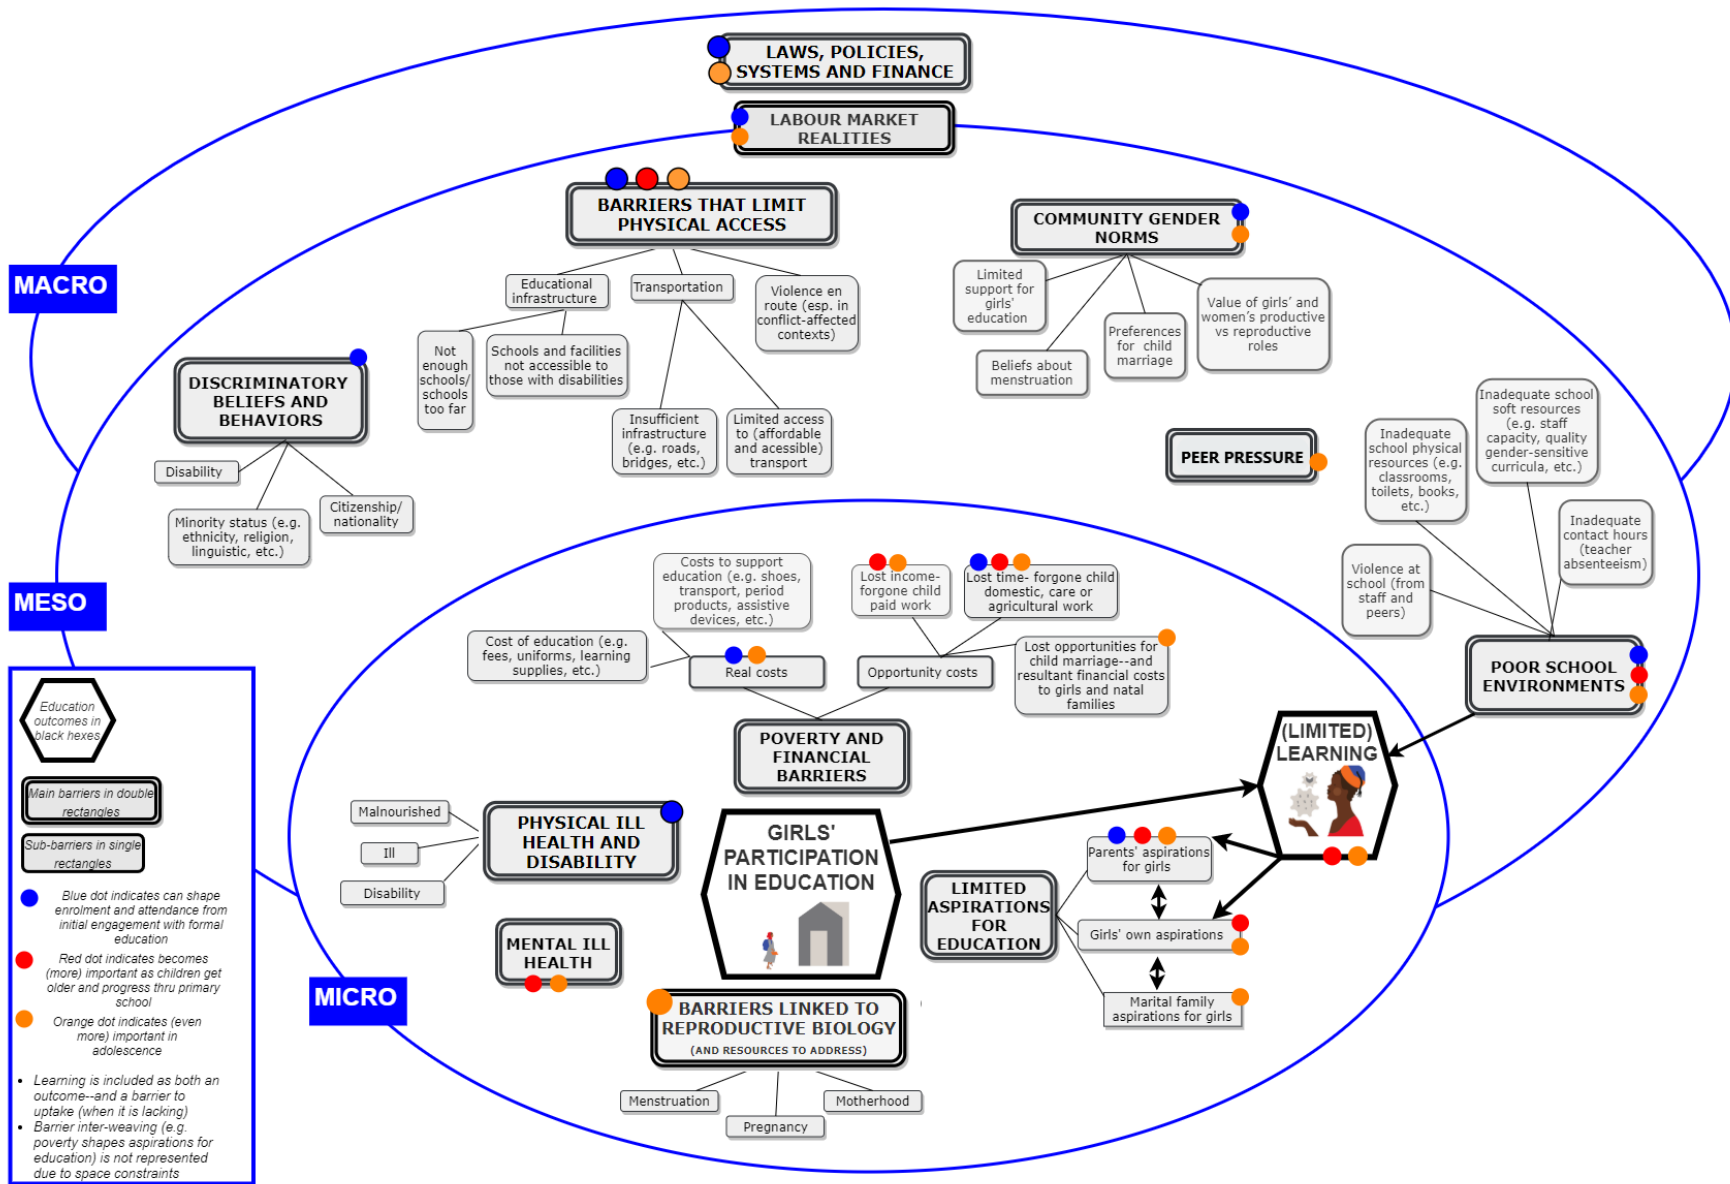 LAWS, POLICIES,
SYSTEMS AND FINANCE
LABOUR MARKET
REALITIES
BARRIERS THAT LIMIT
PHYSICAL ACCESS
COMMUNITY GENDER
NORMS
MACRO
Educational
infrastructure
Transportation
Violence en
route (esp. in
conflict-affected
contexts)
Limited
support for
girls'
education
Value of girls' and
women's productive
vs reproductive
roles
Not
enough
schools/
schools
too far
Schools and facilities
not accessible to
those with disabilities
Beliefs about
menstruation
Preferences
for child
marriage
DISCRIMINATORY
BELIEFS AND
BEHAVIORS
Insufficient
infrastructure
(e.g. roads,
bridges, etc.)
Limited access
to (affordable
and acessible)
transport
PEER PRESSURE
Inadequate
school physical
resources (e.g.
classrooms,
toilets, books,
etc.)
Inadequate school
soft resources
(e.g. staff
capacity, quality
gender-sensitive
curricula, etc.)
Disability
Minority status (e.g.
ethnicity, religion,
linguistic, etc.)
Citizenship/
nationality
Inadequate
contact hours
(teacher
absenteeism)
Violence at
school (from
staff and
peers)
MESO
Costs to support
education (e.g. shoes,
transport, period
products, assistive
devices, etc.)
Lost income-
forgone child
paid work
Lost time- forgone child
domestic, care or
agricultural work
Cost of education (e.g.
fees, uniforms, learning
supplies, etc.)
Real costs
Opportunity costs
Lost opportunities for
child marriage--and
resultant financial costs
to girls and natal
families
POOR SCHOOL
ENVIRONMENTS
POVERTY AND
FINANCIAL
BARRIERS
(LIMITED)
LEARNING
Education
outcomes in
black hexes
Main barriers in double
rectangles
Sub-barriers in single
rectangles
Blue dot indicates can shape
enrolment and attendance from
initial engagement with formal
education
Red dot indicates becomes
(more) important as children get
older and progress thru primary
school
Orange dot indicates (even
more) important in
adolescence
• Learning is included as both an
outcome--and a barrier to
uptake (when it is lacking)
• Barrier inter-weaving (e.g.
poverty shapes aspirations for
education) is not represented
due to space constraints
Malnourished
Ill
Disability
PHYSICAL ILL
HEALTH AND
DISABILITY
GIRLS'
PARTICIPATION
IN EDUCATION
LIMITED
ASPIRATIONS
FOR
EDUCATION
Parents' aspirations
for girls
Girls' own aspirations
Marital family
aspirations for girls
MENTAL ILL
HEALTH
MICRO
BARRIERS LINKED TO
REPRODUCTIVE BIOLOGY
(AND RESOURCES TO ADDRESS)
Menstruation
Pregnancy
Motherhood